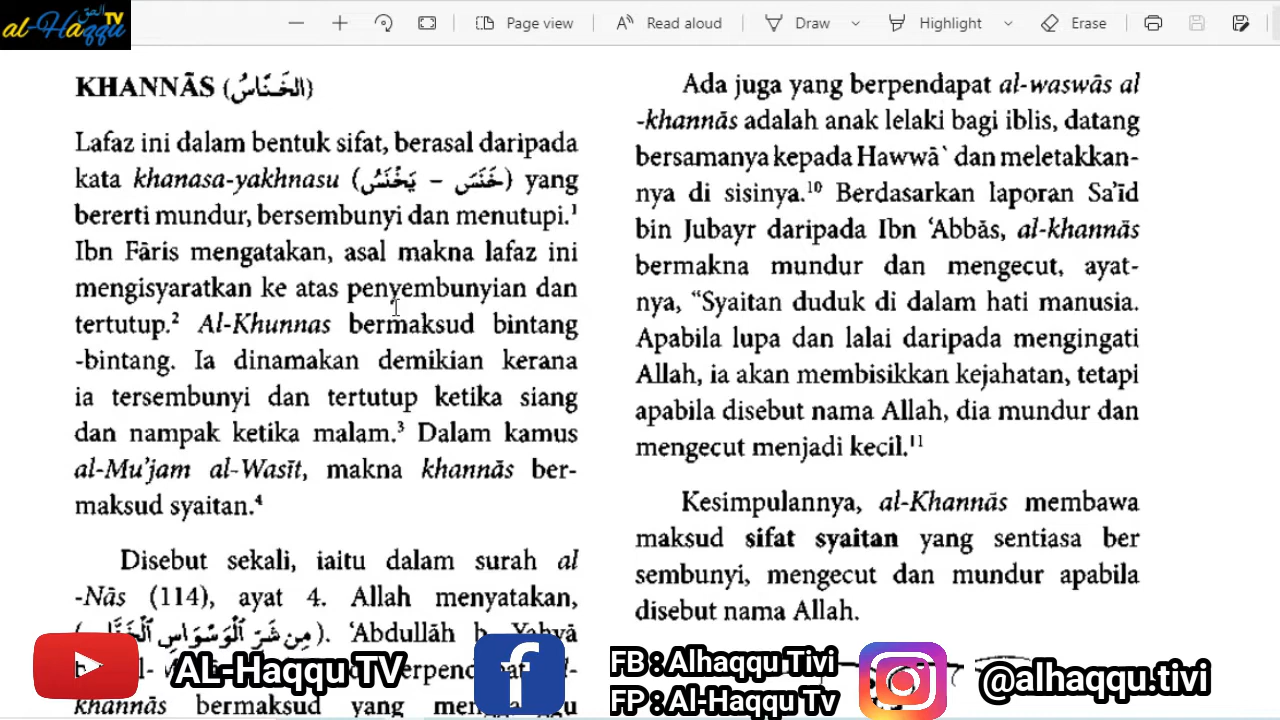 الحق
al-Haqqu TV
Page view
Read aloud
Draw
Highlight
Erase
KHANNĀS (الخَنَّاسُ)
Lafaz ini dalam bentuk sifat, berasal daripada
kata khanasa-yakhnasu (خَنَسَ – يَخْنَسُ) yang
bererti mundur, bersembunyi dan menutupi.¹
Ibn Fāris mengatakan, asal makna lafaz ini
mengisyaratkan ke atas penyembunyian dan
tertutup.² Al-Khunnas bermaksud bintang
-bintang. Ia dinamakan demikian kerana
ia tersembunyi dan tertutup ketika siang
dan nampak ketika malam.³ Dalam kamus
al-Mu’jam al-Wasīt, makna khannās ber-
maksud syaitan.⁴
Disebut sekali, iaitu dalam surah al
-Nās (114), ayat 4. Allah menyatakan,
(مِن شَرِّ ٱلْوَسْوَاسِ ٱلْخَنَّا). ‘Abdullāh b. Yahyā
khannās bermaksud yang
Ada juga yang berpendapat al-waswās al
-khannās adalah anak lelaki bagi iblis, datang
bersamanya kepada Hawwā` dan meletakkan-
nya di sisinya.¹⁰ Berdasarkan laporan Sa’īd
bin Jubayr daripada Ibn ‘Abbās, al-khannās
bermakna mundur dan mengecut, ayat-
nya, “Syaitan duduk di dalam hati manusia.
Apabila lupa dan lalai daripada mengingati
Allah, ia akan membisikkan kejahatan, tetapi
apabila disebut nama Allah, dia mundur dan
mengecut menjadi kecil.¹¹
Kesimpulannya, al-Khannās membawa
maksud sifat syaitan yang sentiasa ber
sembunyi, mengecut dan mundur apabila
disebut nama Allah.
AL-Haqqu TV
FB : Alhaqqu Tivi
FP : Al-Haqqu Tv
@alhaqqu.tivi